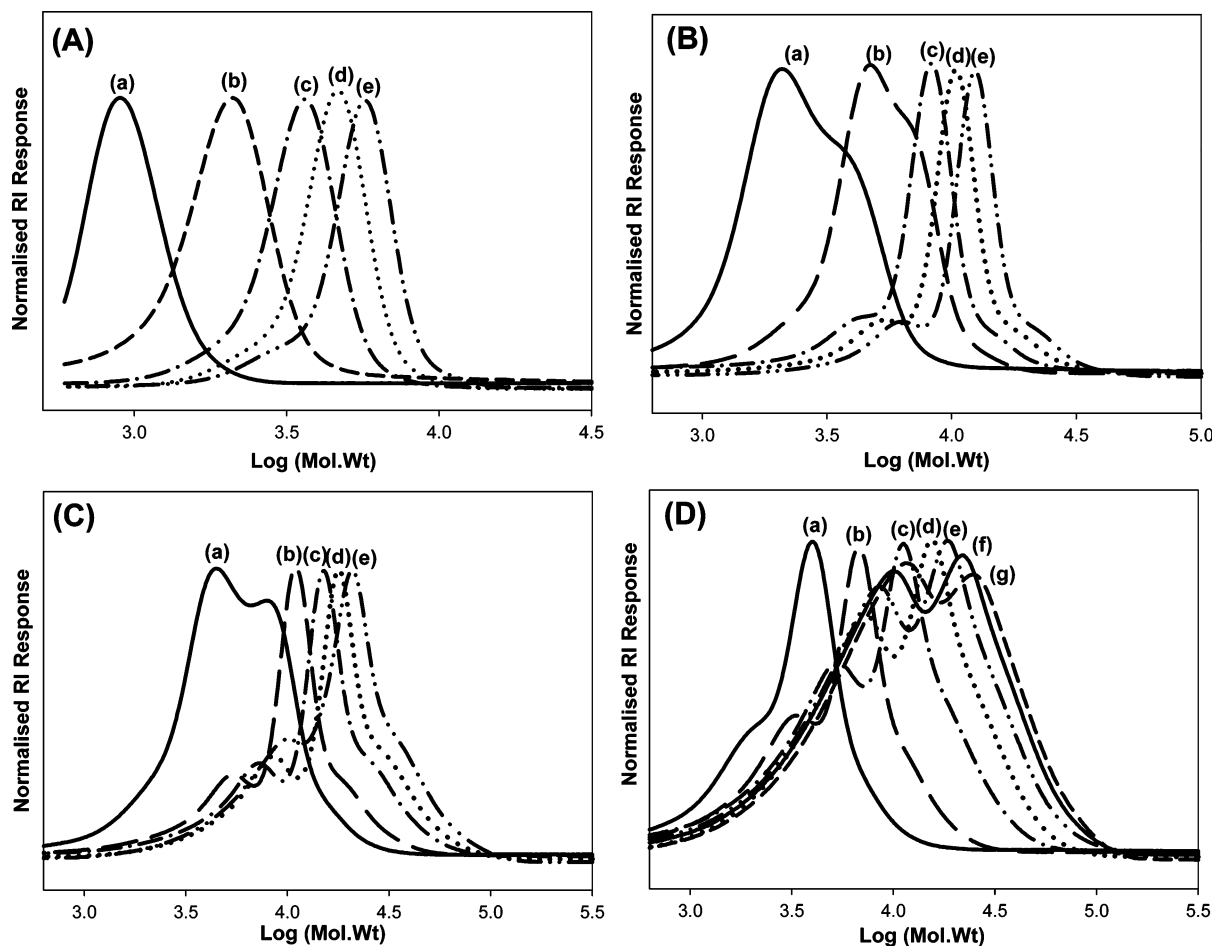 (A)
(a)
(b)
(c)
(d)
(e)
Normalised RI Response
3.0
3.5
4.0
4.5
Log (Mol.Wt)
(B)
(a)
(b)
(c)
(d)
(e)
Normalised RI Response
3.0
3.5
4.0
4.5
5.0
Log (Mol.Wt)
(C)
(a)
(b)
(c)
(d)
(e)
Normalised RI Response
3.0
3.5
4.0
4.5
5.0
5.5
Log (Mol.Wt)
(D)
(a)
(b)
(c)
(d)
(e)
(f)
(g)
Normalised RI Response
3.0
3.5
4.0
4.5
5.0
5.5
Log (Mol.Wt)